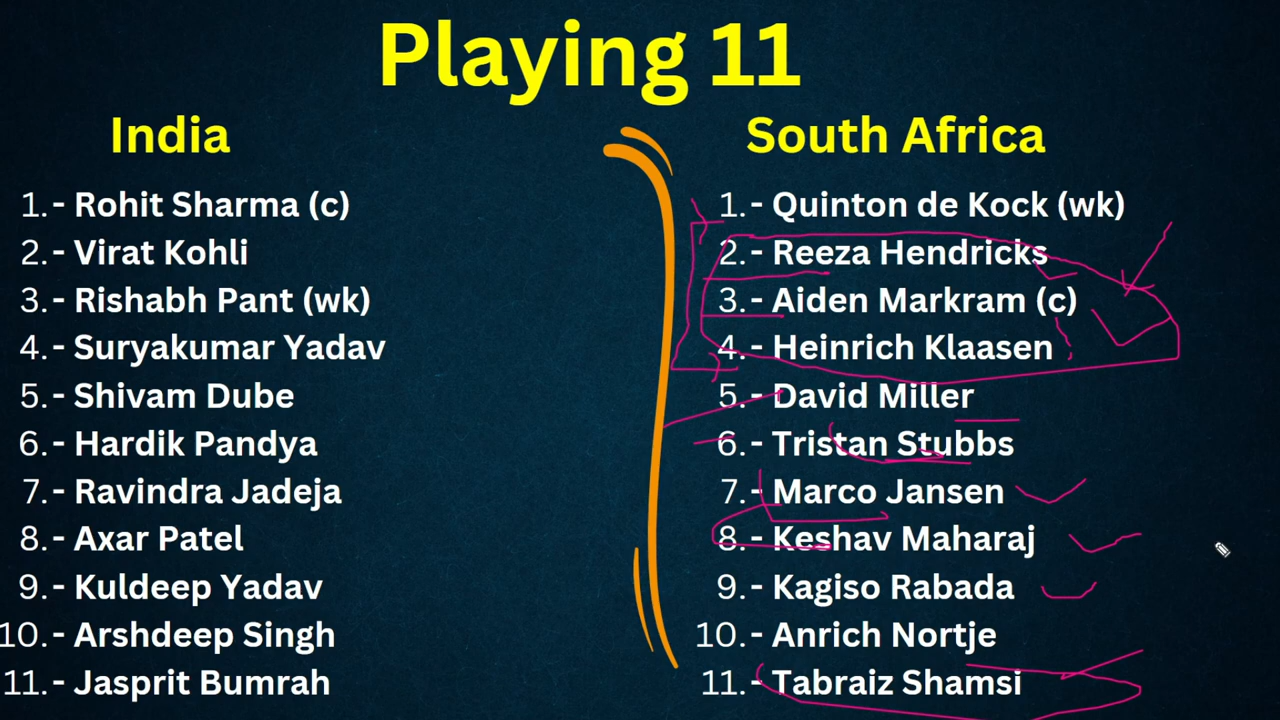 Playing 11
India
1.- Rohit Sharma (c)
2.- Virat Kohli
3.- Rishabh Pant (wk)
4.- Suryakumar Yadav
5.- Shivam Dube
6.- Hardik Pandya
7.- Ravindra Jadeja
8.- Axar Patel
9.- Kuldeep Yadav
10.- Arshdeep Singh
11.- Jasprit Bumrah
South Africa
1.- Quinton de Kock (wk)
2.- Reeza Hendricks
3.- Aiden Markram (c)
4.- Heinrich Klaasen
5.- David Miller
6.- Tristan Stubbs
7.- Marco Jansen
8.- Keshav Maharaj
9.- Kagiso Rabada
10.- Anrich Nortje
11.- Tabraiz Shamsi